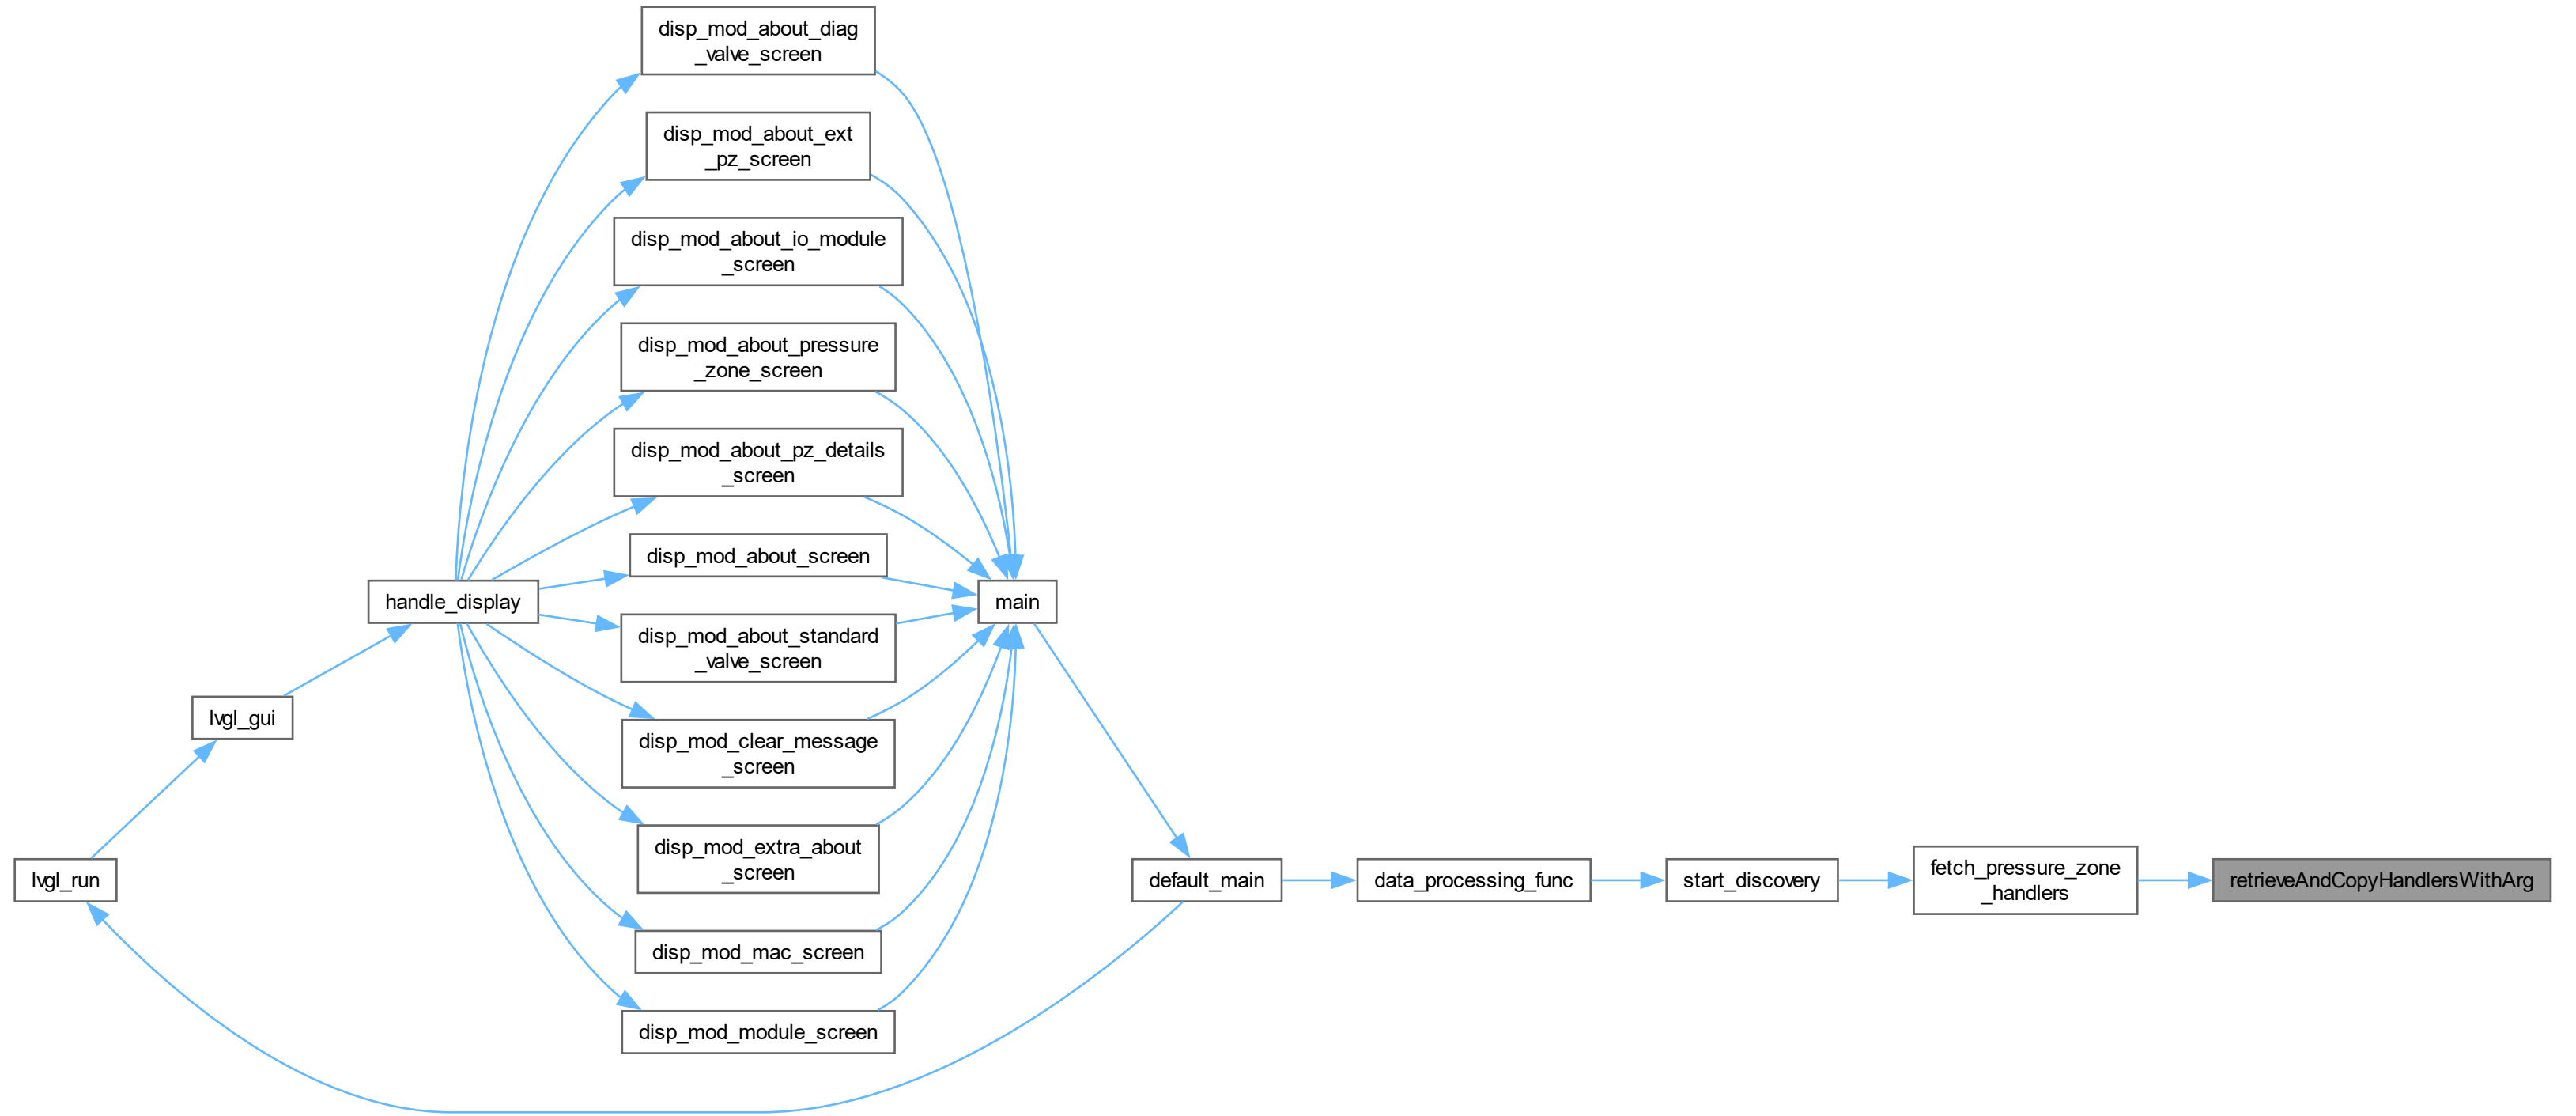 disp_mod_about_diag
_valve_screen
disp_mod_about_ext
_pz_screen
disp_mod_about_io_module
_screen
disp_mod_about_pressure
_zone_screen
disp_mod_about_pz_details
_screen
disp_mod_about_screen
handle_display
main
disp_mod_about_standard
_valve_screen
lvgl_gui
disp_mod_clear_message
_screen
disp_mod_extra_about
_screen
lvgl_run
default_main
data_processing_func
start_discovery
fetch_pressure_zone
_handlers
retrieveAndCopyHandlersWithArg
disp_mod_mac_screen
disp_mod_module_screen